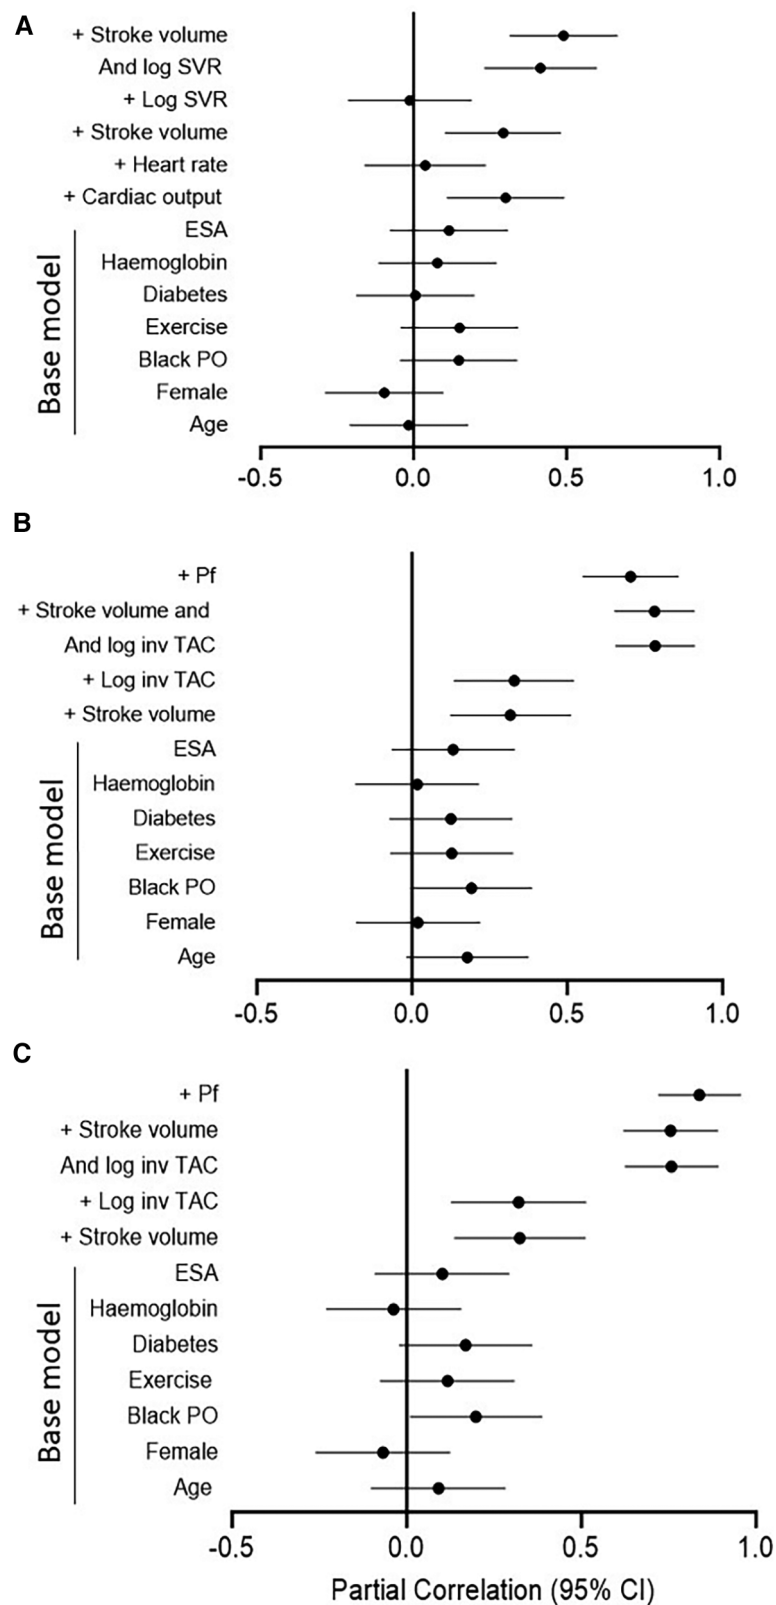 A
+ Stroke volume
And log SVR
+ Log SVR
+ Stroke volume
+ Heart rate
+ Cardiac output
ESA
Haemoglobin
Diabetes
Exercise
Black PO
Female
Age
Base model
-0.5 0.0 0.5 1.0
B
+ Pf
+ Stroke volume and
And log inv TAC
+ Log inv TAC
+ Stroke volume
ESA
Haemoglobin
Diabetes
Exercise
Black PO
Female
Age
Base model
-0.5 0.0 0.5 1.0
C
+ Pf
+ Stroke volume
And log inv TAC
+ Log inv TAC
+ Stroke volume
ESA
Haemoglobin
Diabetes
Exercise
Black PO
Female
Age
Base model
-0.5 0.0 0.5 1.0
Partial Correlation (95% CI)